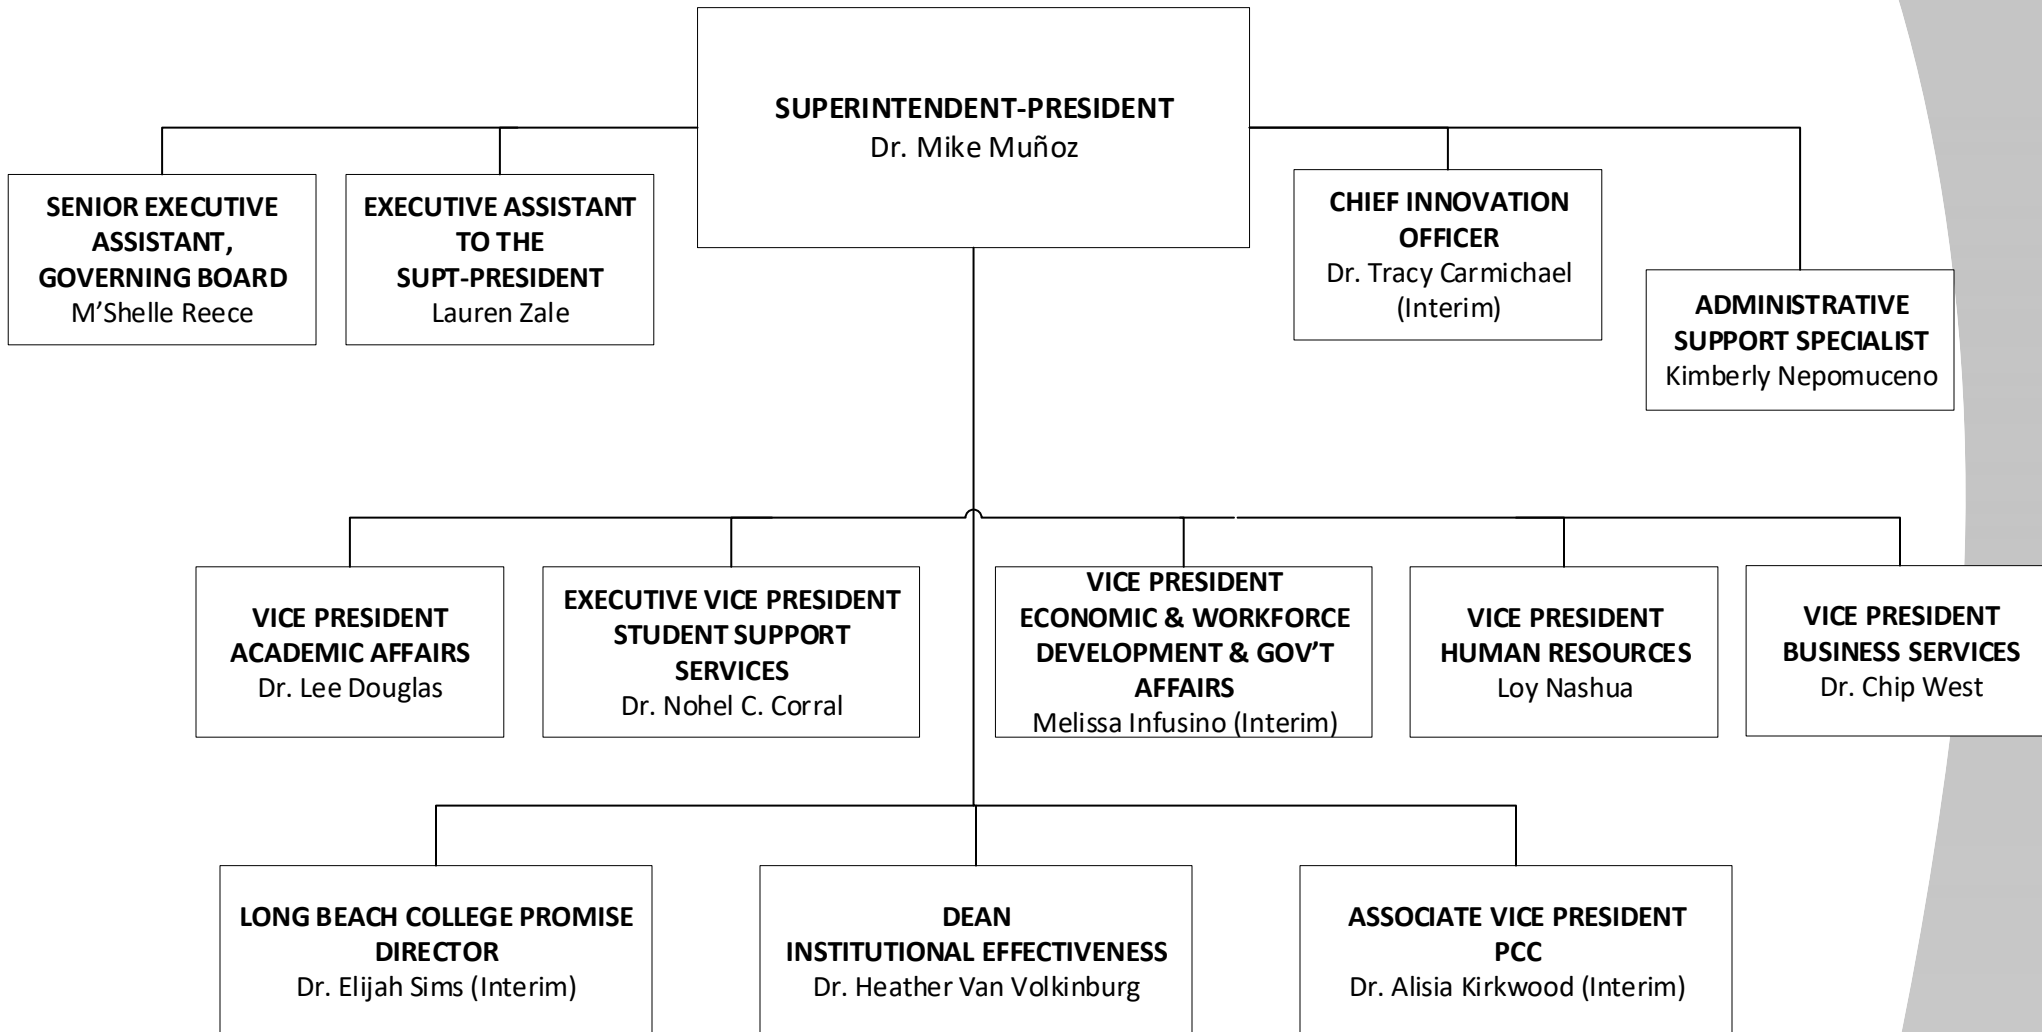 SUPERINTENDENT-PRESIDENT
Dr. Mike Muñoz
SENIOR EXECUTIVE
ASSISTANT,
GOVERNING BOARD
M’Shelle Reece
EXECUTIVE ASSISTANT
TO THE
SUPT-PRESIDENT
Lauren Zale
CHIEF INNOVATION
OFFICER
Dr. Tracy Carmichael
(Interim)
ADMINISTRATIVE
SUPPORT SPECIALIST
Kimberly Nepomuceno
VICE PRESIDENT
ACADEMIC AFFAIRS
Dr. Lee Douglas
EXECUTIVE VICE PRESIDENT
STUDENT SUPPORT
SERVICES
Dr. Nohel C. Corral
VICE PRESIDENT
ECONOMIC & WORKFORCE
DEVELOPMENT & GOV’T
AFFAIRS
Melissa Infusino (Interim)
VICE PRESIDENT
HUMAN RESOURCES
Loy Nashua
VICE PRESIDENT
BUSINESS SERVICES
Dr. Chip West
LONG BEACH COLLEGE PROMISE
DIRECTOR
Dr. Elijah Sims (Interim)
DEAN
INSTITUTIONAL EFFECTIVENESS
Dr. Heather Van Volkinburg
ASSOCIATE VICE PRESIDENT
PCC
Dr. Alisia Kirkwood (Interim)